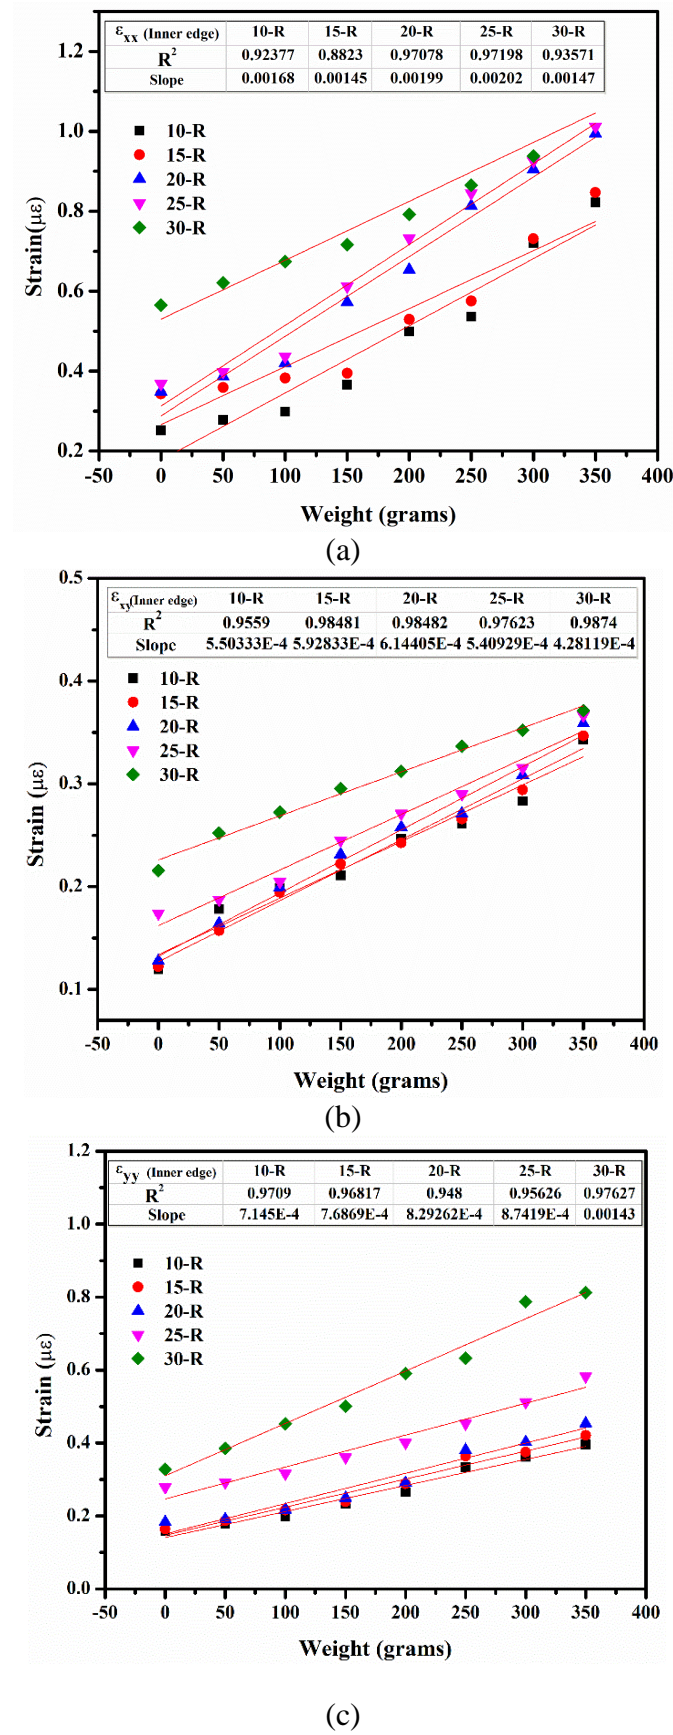 ε_xx (Inner edge) 10-R 15-R 20-R 25-R 30-R
R² 0.92377 0.8823 0.97078 0.97198 0.93571
Slope 0.00168 0.00145 0.00199 0.00202 0.00147
1.2
1.0
0.8
0.6
0.4
0.2
Strain(με)
10-R
15-R
20-R
25-R
30-R
-50 0 50 100 150 200 250 300 350 400
Weight (grams)
(a)
ε_xy (Inner edge) 10-R 15-R 20-R 25-R 30-R
R² 0.9559 0.98481 0.98482 0.97623 0.9874
Slope 5.50333E-4 5.92833E-4 6.14405E-4 5.40929E-4 4.28119E-4
0.5
0.4
0.3
0.2
0.1
Strain (με)
10-R
15-R
20-R
25-R
30-R
-50 0 50 100 150 200 250 300 350 400
Weight (grams)
(b)
ε_yy (Inner edge) 10-R 15-R 20-R 25-R 30-R
R² 0.9709 0.96817 0.948 0.95626 0.97627
Slope 7.145E-4 7.6869E-4 8.29262E-4 8.7419E-4 0.00143
1.2
1.0
0.8
0.6
0.4
0.2
0.0
Strain (με)
10-R
15-R
20-R
25-R
30-R
-50 0 50 100 150 200 250 300 350 400
Weight (grams)
(c)